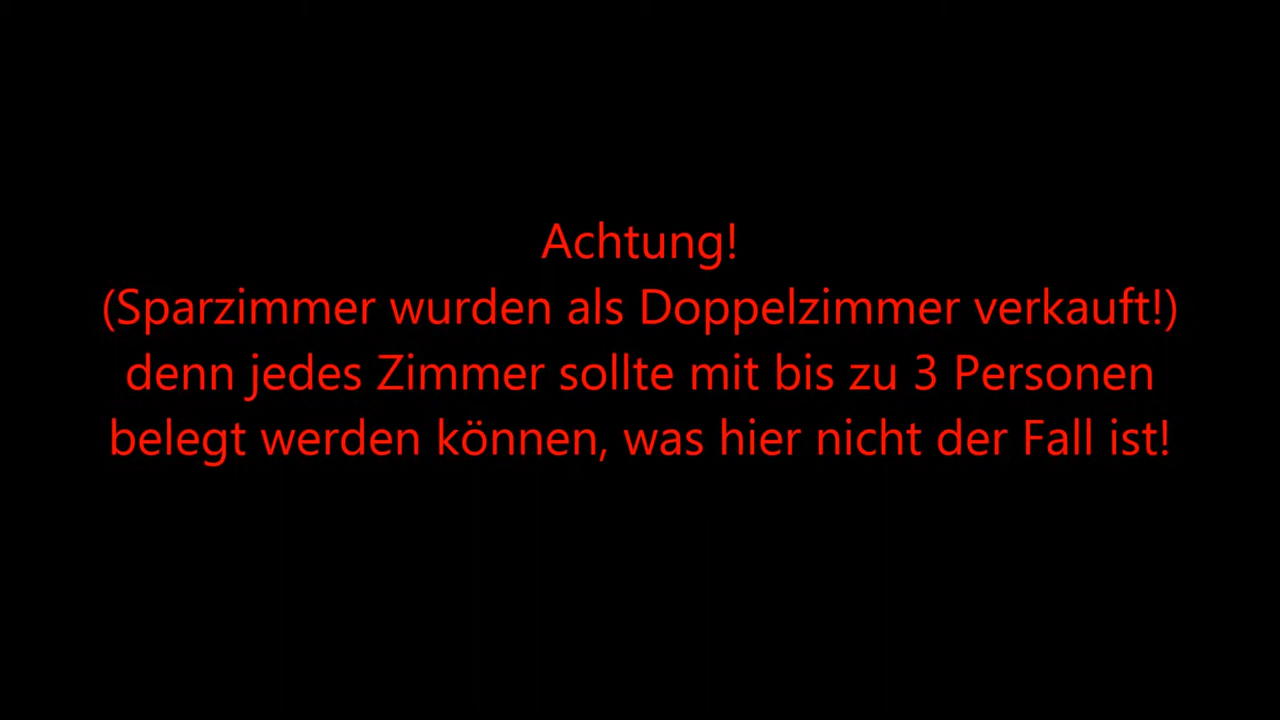 Achtung!
(Sparzimmer wurden als Doppelzimmer verkauft!)
denn jedes Zimmer sollte mit bis zu 3 Personen
belegt werden können, was hier nicht der Fall ist!